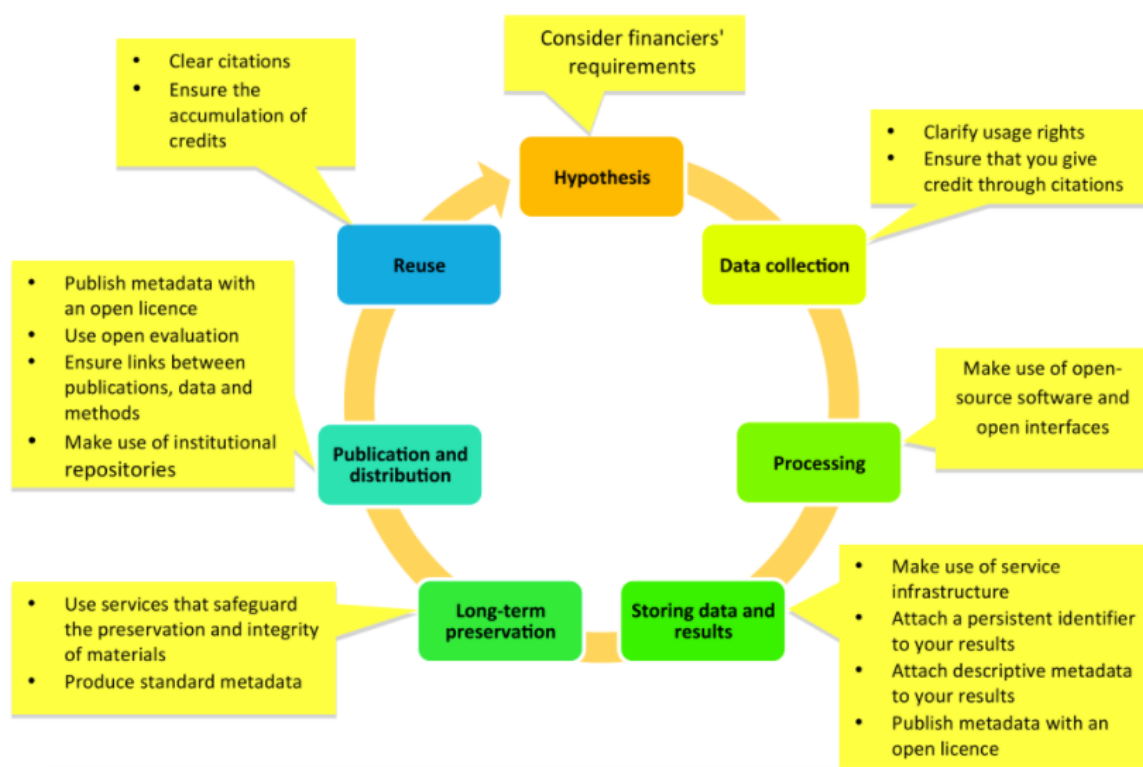 Consider financiers'
requirements
• Clear citations
• Ensure the
accumulation of
credits
• Clarify usage rights
• Ensure that you give
credit through citations
Hypothesis
Reuse
Data collection
• Publish metadata with
an open licence
• Use open evaluation
• Ensure links between
publications, data and
methods
• Make use of institutional
repositories
Make use of open-
source software and
open interfaces
Publication and
distribution
Processing
• Use services that safeguard
the preservation and integrity
of materials
• Produce standard metadata
Long-term
preservation
Storing data and
results
• Make use of service
infrastructure
• Attach a persistent identifier
to your results
• Attach descriptive metadata
to your results
• Publish metadata with an
open licence